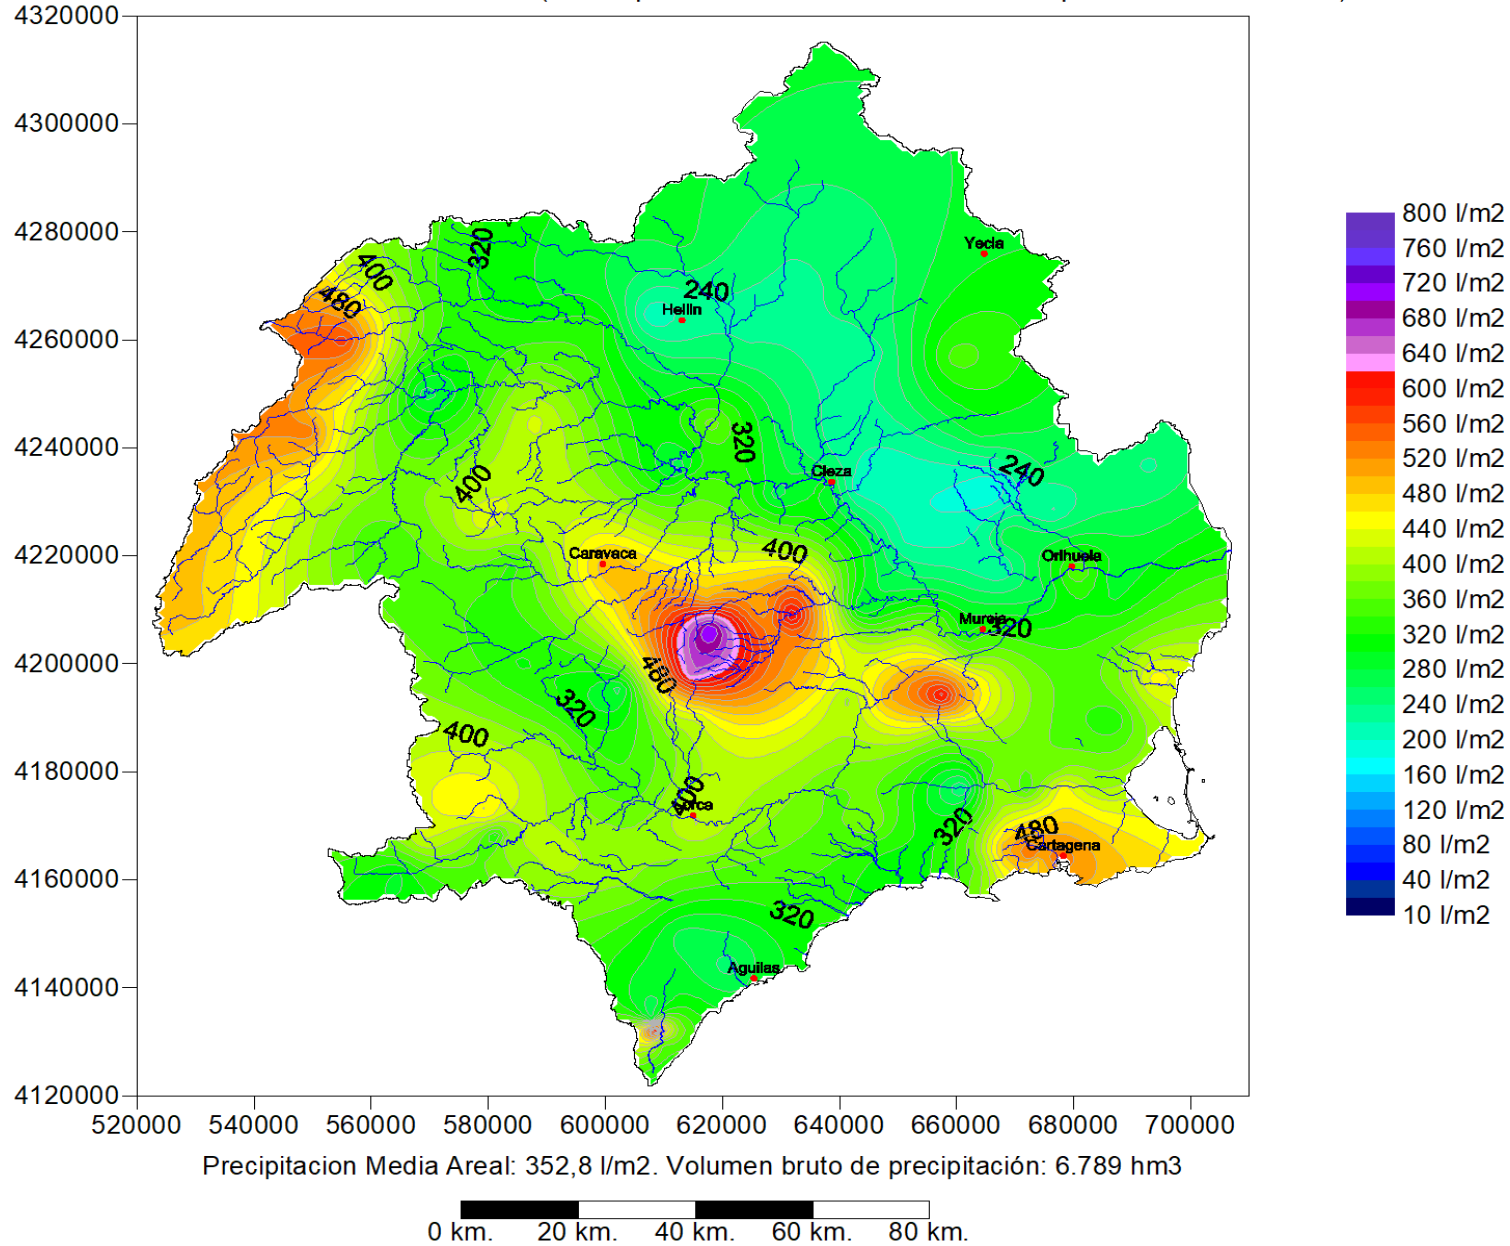 4320000
4300000
4280000
4260000
4240000
4220000
4200000
4180000
4160000
4140000
4120000
520000 540000 560000 580000 600000 620000 640000 660000 680000 700000
320
400
480
240
Hellin
Yecla
320
400
Cieza
240
Caravaca
400
Orihuela
Murcia
320
480
320
400
400
Lorca
320
480
Cartagena
320
Aguilas
800 l/m2
760 l/m2
720 l/m2
680 l/m2
640 l/m2
600 l/m2
560 l/m2
520 l/m2
480 l/m2
440 l/m2
400 l/m2
360 l/m2
320 l/m2
280 l/m2
240 l/m2
200 l/m2
160 l/m2
120 l/m2
80 l/m2
40 l/m2
10 l/m2
Precipitacion Media Areal: 352,8 l/m2. Volumen bruto de precipitación: 6.789 hm3
0 km. 20 km. 40 km. 60 km. 80 km.